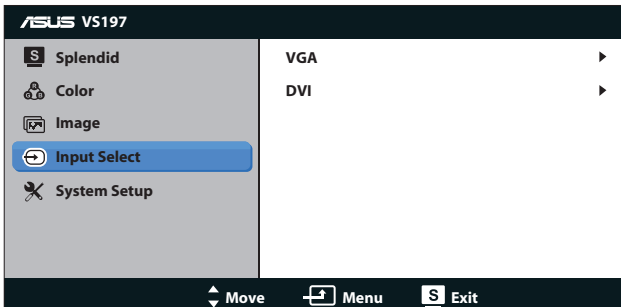 ASUS VS197
S Splendid
Color
Image
Input Select
System Setup
VGA
DVI
Move Menu S Exit